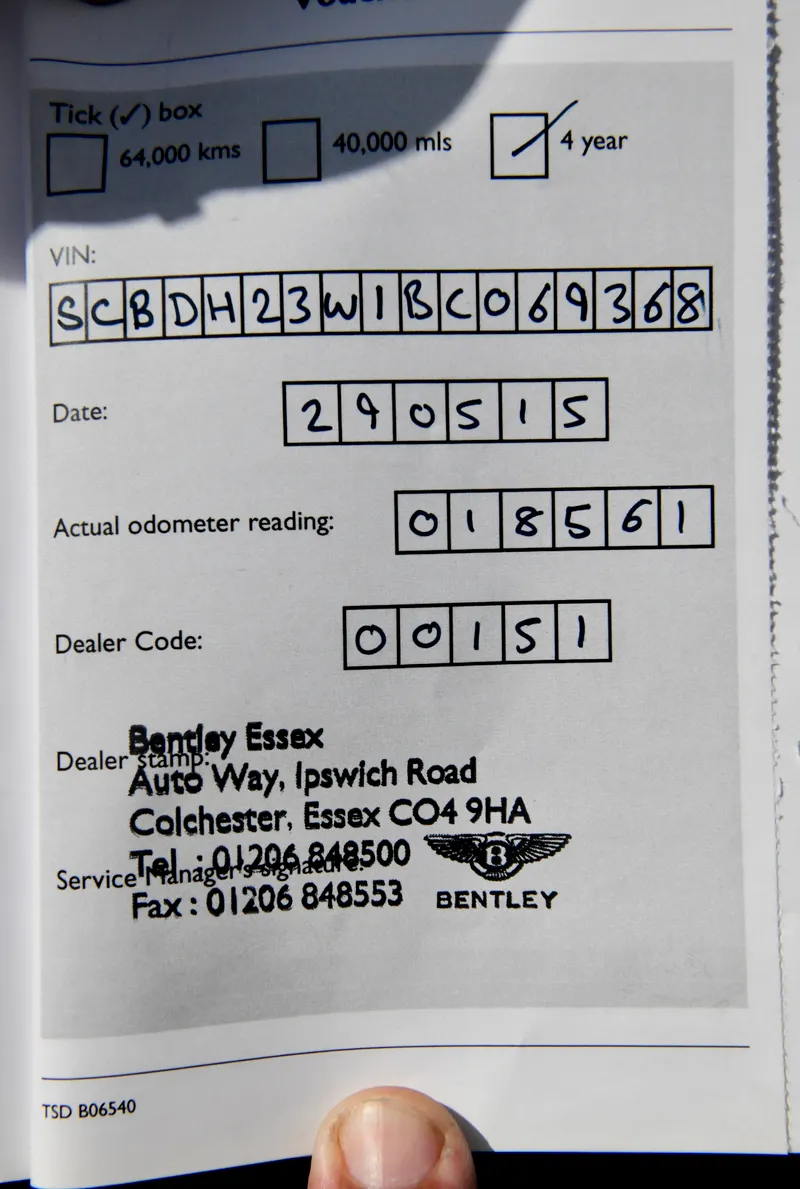 Tick (✓) box
64,000 kms
40,000 mls
4 year
VIN:
SCBDH23W1BC069368
Date:
290515
Actual odometer reading:
018561
Dealer Code:
00151
Dealer stamp:
Bentley Essex
Auto Way, Ipswich Road
Colchester, Essex CO4 9HA
Tel : 01206 848500
Service Manager's signature:
Fax : 01206 848553
B
BENTLEY
TSD B06540